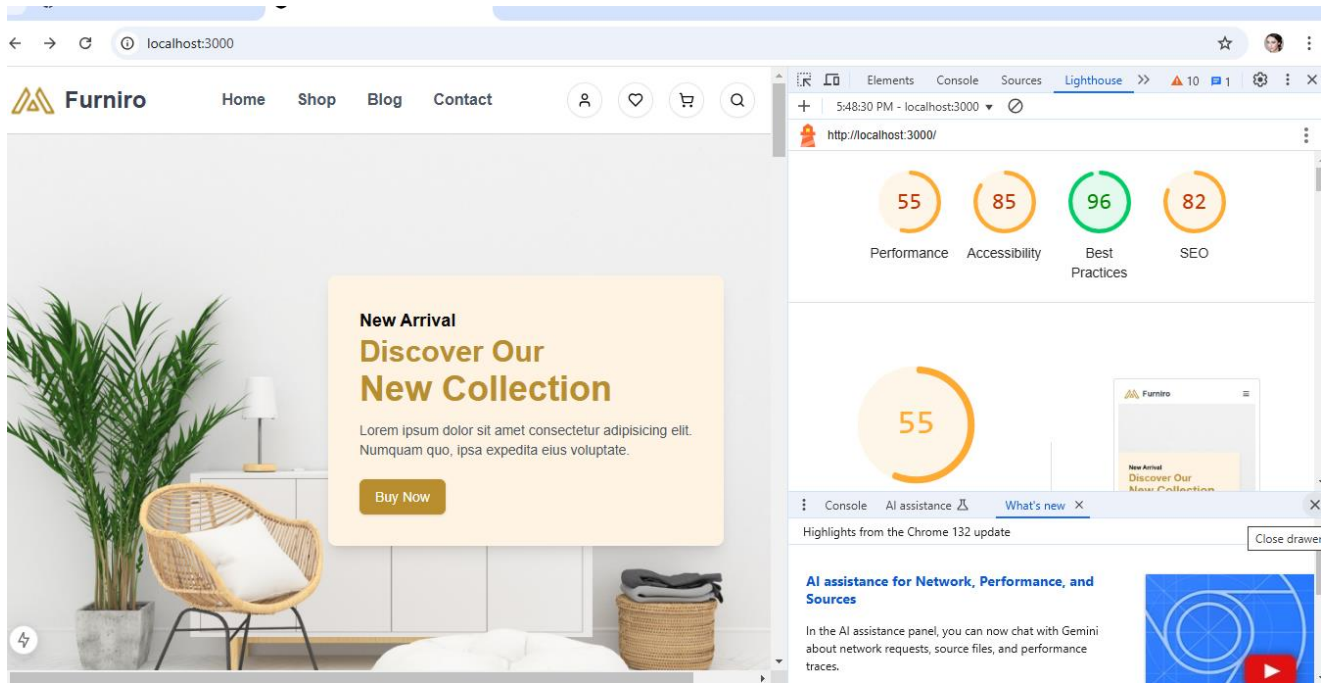 localhost:3000
Furniro
Home Shop Blog Contact
New Arrival
Discover Our
New Collection
Lorem ipsum dolor sit amet consectetur adipisicing elit.
Numquam quo, ipsa expedita eius voluptate.
Buy Now
Elements Console Sources Lighthouse 10 1
5:48:30 PM - localhost:3000
http://localhost:3000/
55 85 96 82
Performance Accessibility Best Practices SEO
55
Furniro
New Arrival
Discover Our
New Collection
Console AI assistance What's new
Highlights from the Chrome 132 update
Close drawer
AI assistance for Network, Performance, and
Sources
In the AI assistance panel, you can now chat with Gemini
about network requests, source files, and performance
traces.